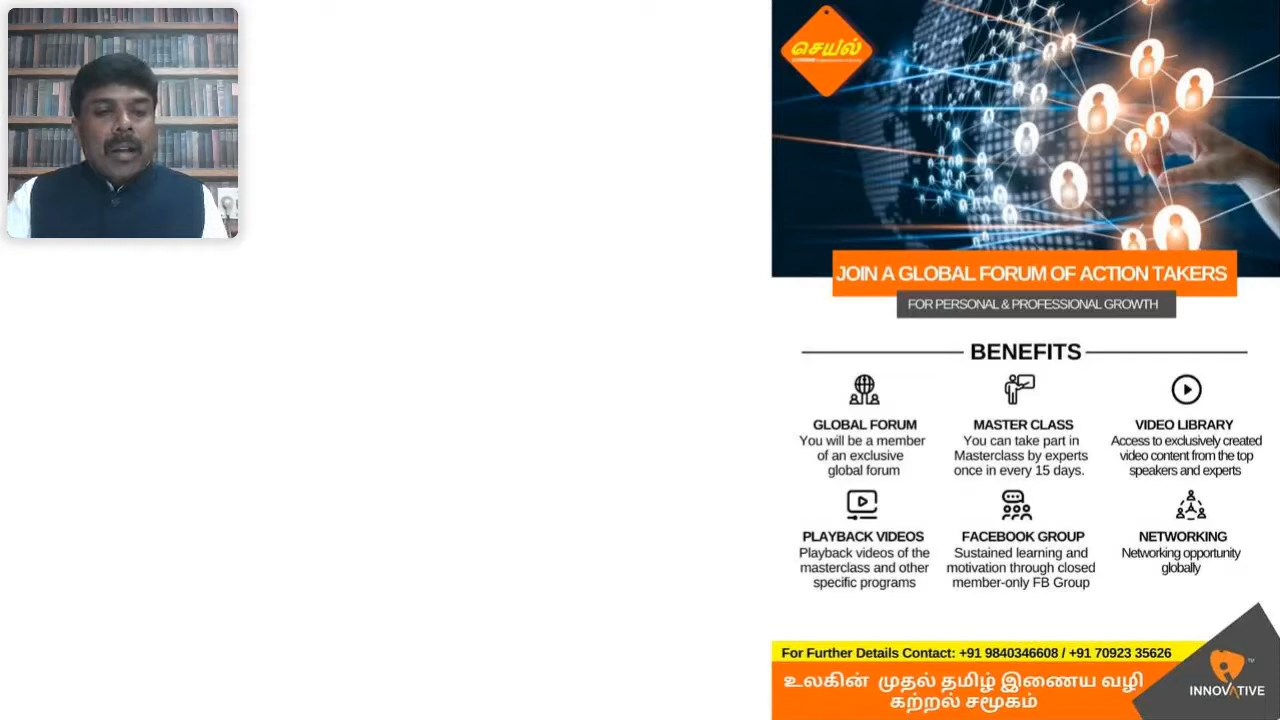 செயல்
JOIN A GLOBAL FORUM OF ACTION TAKERS
FOR PERSONAL & PROFESSIONAL GROWTH
BENEFITS
GLOBAL FORUM
You will be a member
of an exclusive
global forum
MASTER CLASS
You can take part in
Masterclass by experts
once in every 15 days.
VIDEO LIBRARY
Access to exclusively created
video content from the top
speakers and experts
PLAYBACK VIDEOS
Playback videos of the
masterclass and other
specific programs
FACEBOOK GROUP
Sustained learning and
motivation through closed
member-only FB Group
NETWORKING
Networking opportunity
globally
For Further Details Contact: +91 9840346608 / +91 70923 35626
உலகின் முதல் தமிழ் இணைய வழி
கற்றல் சமூகம்
INNOVATIVE
TM